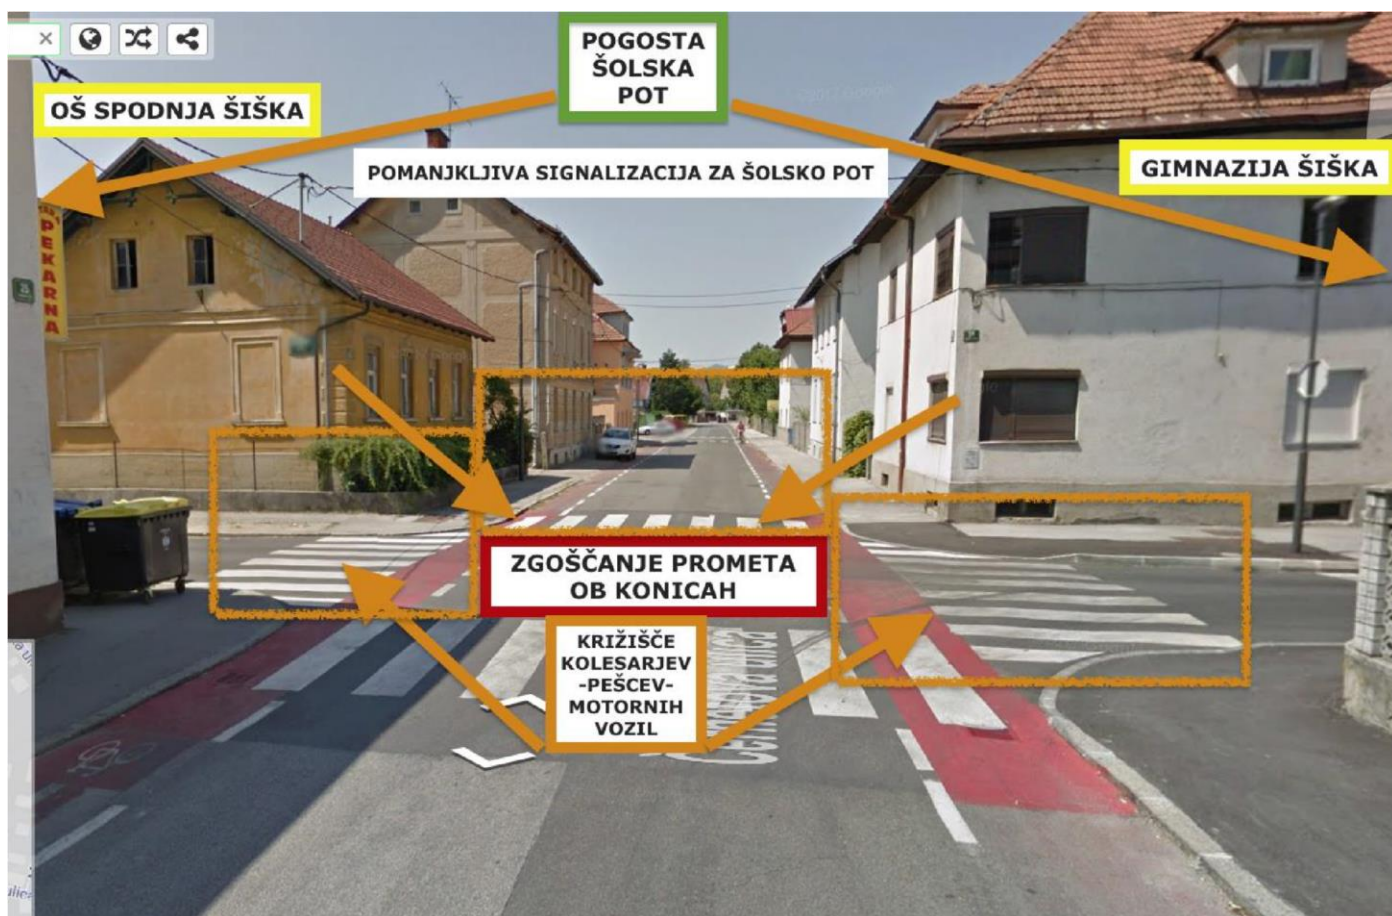 POGOSTA
ŠOLSKA
POT
OŠ SPODNJA ŠIŠKA
POMANJKLJIVA SIGNALIZACIJA ZA ŠOLSKO POT
GIMNAZIJA ŠIŠKA
PEKARNA
25
ZGOŠČANJE PROMETA
OB KONICAH
KRIŽIŠČE
KOLESARJEV
-PEŠCEV-
MOTORNIH
VOZIL